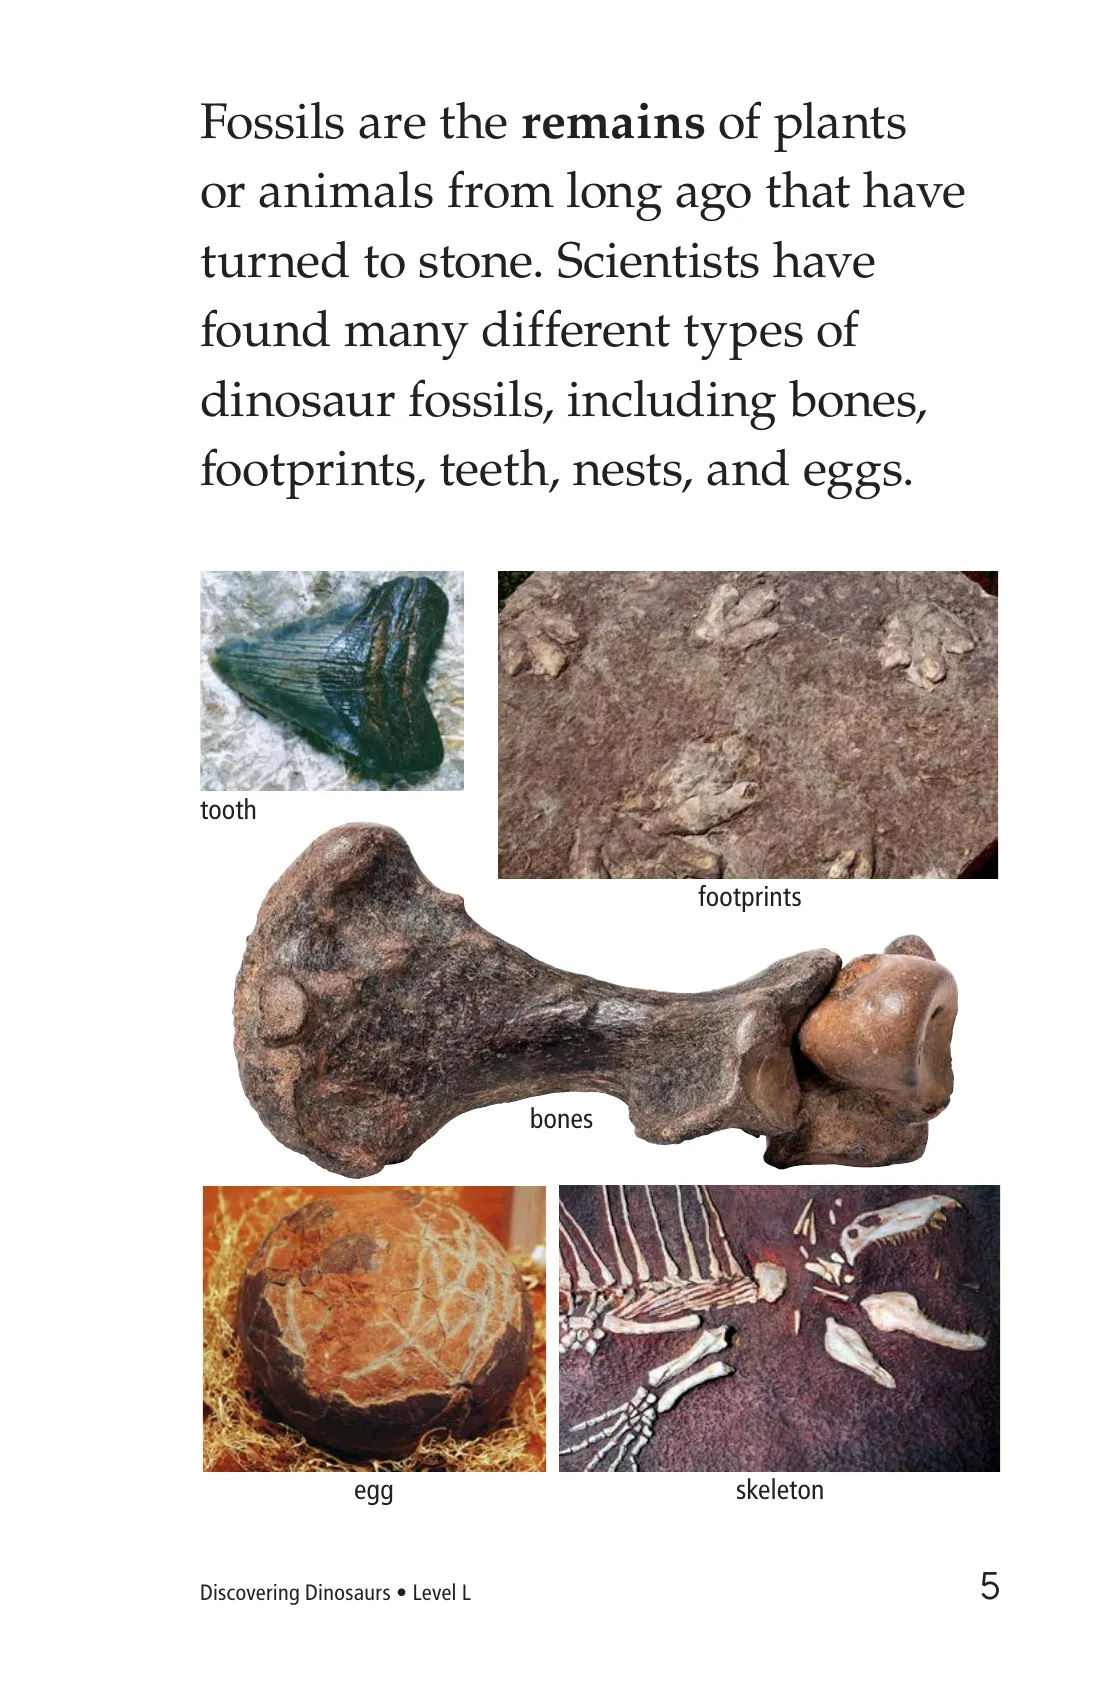 Fossils are the remains of plants
or animals from long ago that have
turned to stone. Scientists have
found many different types of
dinosaur fossils, including bones,
footprints, teeth, nests, and eggs.
tooth
footprints
bones
egg
skeleton
Discovering Dinosaurs • Level L
5